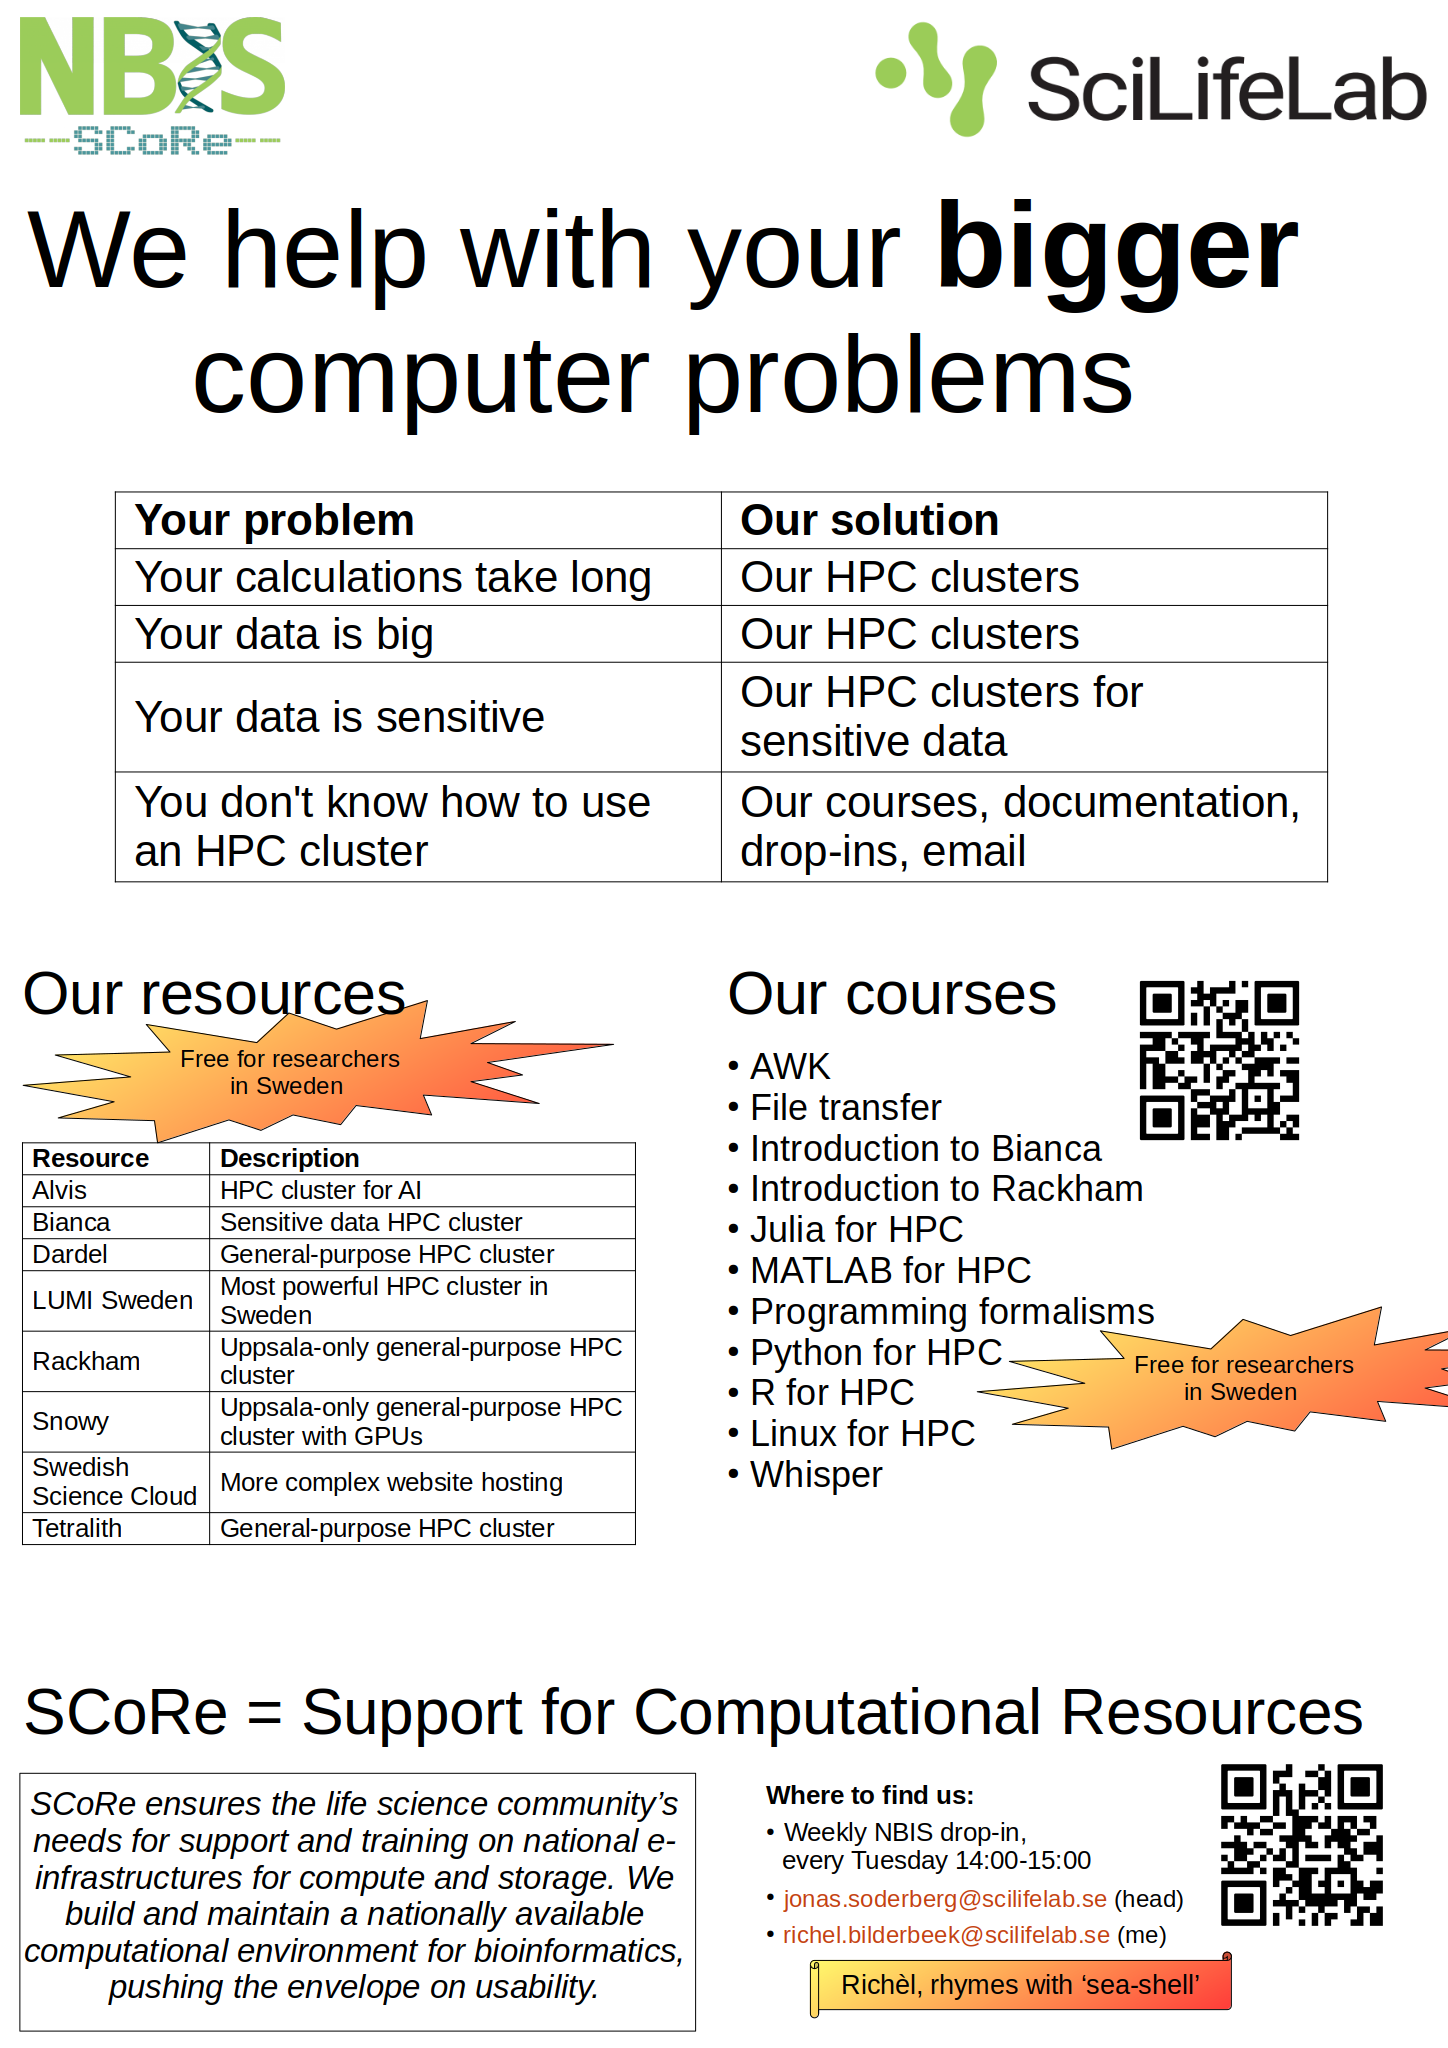 NBIS
SCoRe
SciLifeLab
We help with your bigger
computer problems
Your problem
Our solution
Your calculations take long
Our HPC clusters
Your data is big
Our HPC clusters
Your data is sensitive
Our HPC clusters for
sensitive data
You don't know how to use
an HPC cluster
Our courses, documentation,
drop-ins, email
Our resources
Free for researchers
in Sweden
Resource
Description
Alvis
HPC cluster for AI
Bianca
Sensitive data HPC cluster
Dardel
General-purpose HPC cluster
LUMI Sweden
Most powerful HPC cluster in
Sweden
Rackham
Uppsala-only general-purpose HPC
cluster
Snowy
Uppsala-only general-purpose HPC
cluster with GPUs
Swedish
Science Cloud
More complex website hosting
Tetralith
General-purpose HPC cluster
Our courses
• AWK
• File transfer
• Introduction to Bianca
• Introduction to Rackham
• Julia for HPC
• MATLAB for HPC
• Programming formalisms
• Python for HPC
• R for HPC
• Linux for HPC
• Whisper
Free for researchers
in Sweden
SCoRe = Support for Computational Resources
SCoRe ensures the life science community’s
needs for support and training on national e-
infrastructures for compute and storage. We
build and maintain a nationally available
computational environment for bioinformatics,
pushing the envelope on usability.
Where to find us:
• Weekly NBIS drop-in,
every Tuesday 14:00-15:00
• jonas.soderberg@scilifelab.se (head)
• richel.bilderbeek@scilifelab.se (me)
Richèl, rhymes with ‘sea-shell’